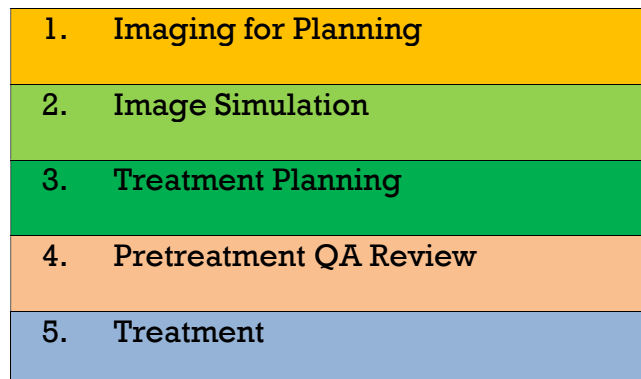 1. Imaging for Planning
2. Image Simulation
3. Treatment Planning
4. Pretreatment QA Review
5. Treatment